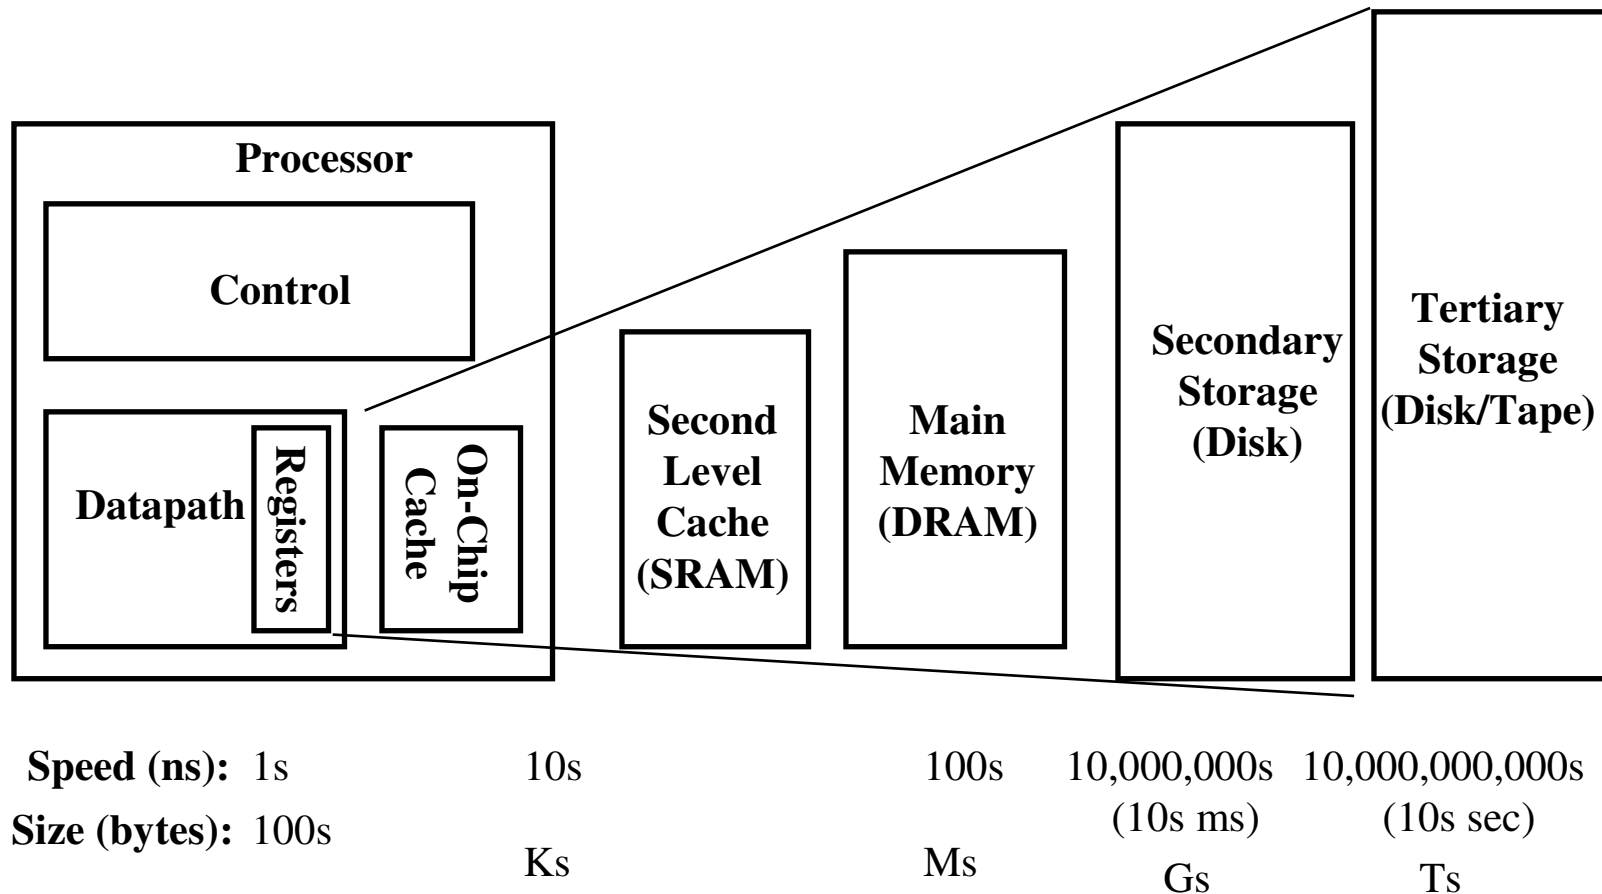 Processor
Control
Datapath
Registers
On-Chip
Cache
Second
Level
Cache
(SRAM)
Main
Memory
(DRAM)
Secondary
Storage
(Disk)
Tertiary
Storage
(Disk/Tape)
Speed (ns): 1s 10s 100s 10,000,000s 10,000,000,000s
(10s ms) (10s sec)
Size (bytes): 100s
Ks Ms Gs Ts